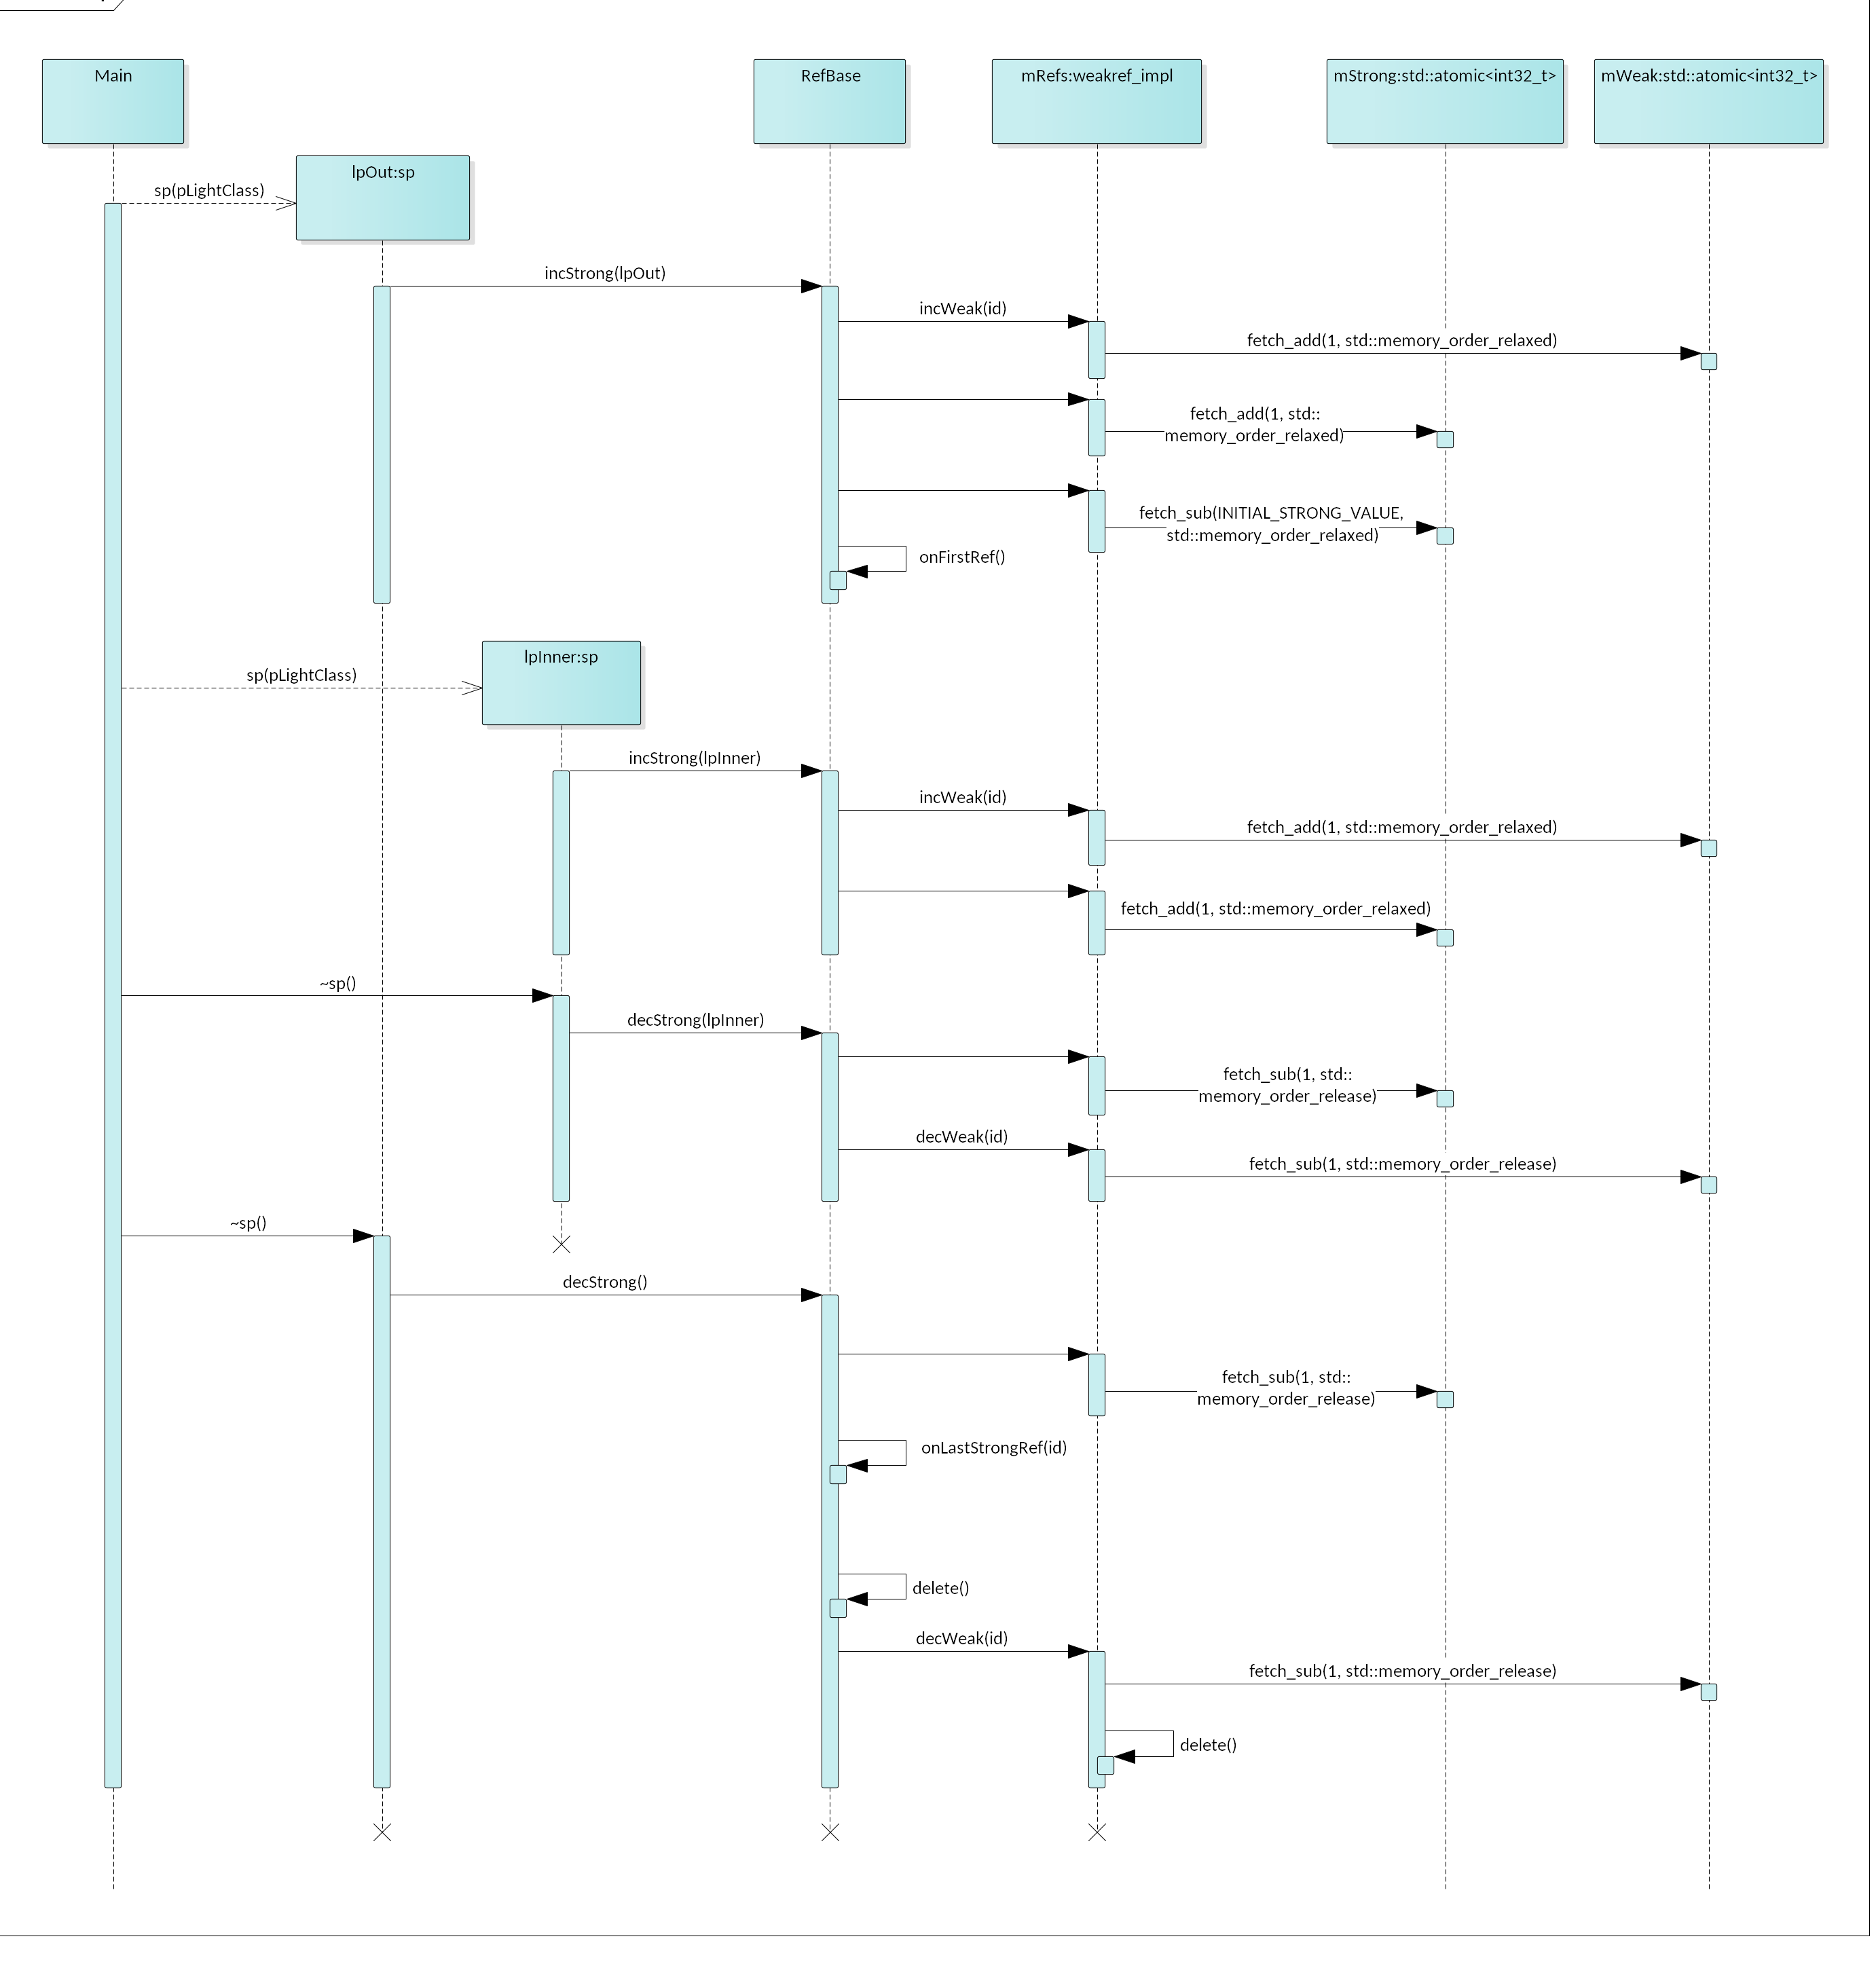 Main
RefBase
mRefs:weakref_impl
mStrong:std::atomic<int32_t>
mWeak:std::atomic<int32_t>
lpOut:sp
sp(pLightClass)
incStrong(lpOut)
incWeak(id)
fetch_add(1, std::memory_order_relaxed)
fetch_add(1, std::
memory_order_relaxed)
fetch_sub(INITIAL_STRONG_VALUE,
std::memory_order_relaxed)
onFirstRef()
lpInner:sp
sp(pLightClass)
incStrong(lpInner)
incWeak(id)
fetch_add(1, std::memory_order_relaxed)
fetch_add(1, std::memory_order_relaxed)
~sp()
decStrong(lpInner)
fetch_sub(1, std::
memory_order_release)
decWeak(id)
fetch_sub(1, std::memory_order_release)
~sp()
decStrong()
fetch_sub(1, std::
memory_order_release)
onLastStrongRef(id)
delete()
decWeak(id)
fetch_sub(1, std::memory_order_release)
delete()